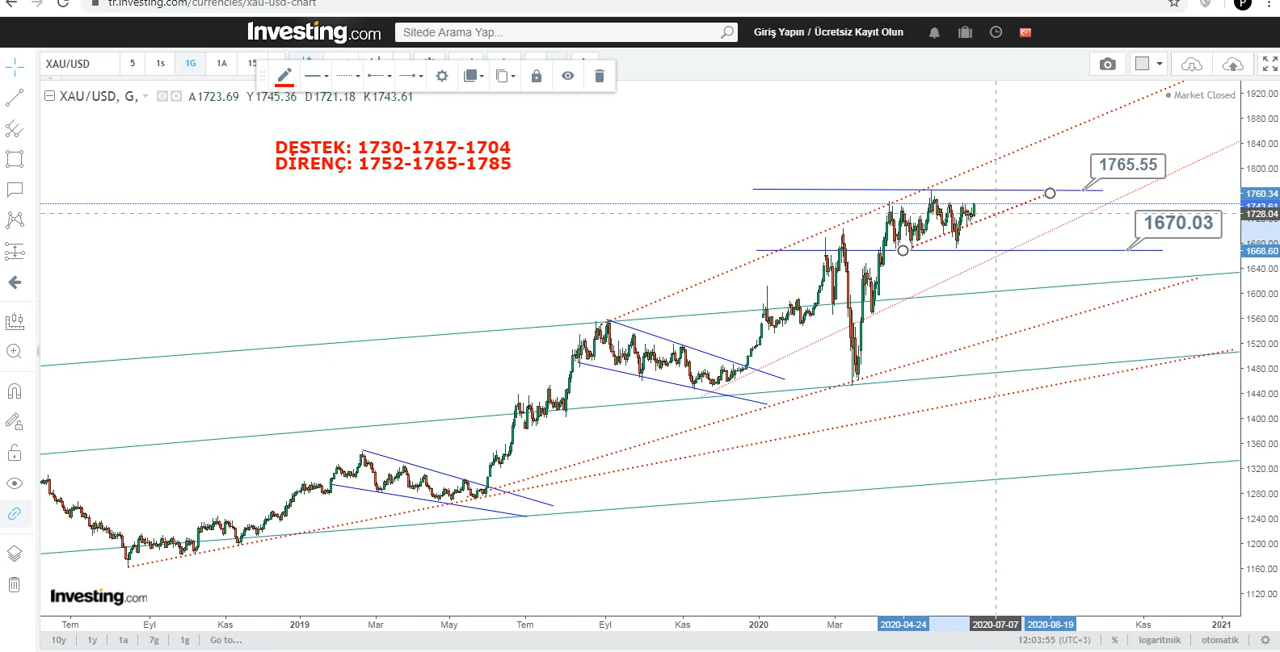 tr.investing.com/currencies/xau-usd-chart
Investing.com
Sitede Arama Yap...
Giriş Yapın / Ücretsiz Kayıt Olun
XAU/USD
5
1s
1G
1A
XAU/USD, G,
A1723.69 Y1745.36 D1721.18 K1743.61
Market Closed
DESTEK: 1730-1717-1704
DİRENÇ: 1752-1765-1785
1765.55
1670.03
1920.00
1880.00
1840.00
1800.00
1760.34
1743.61
1728.04
1668.60
1640.00
1600.00
1560.00
1520.00
1480.00
1440.00
1400.00
1360.00
1320.00
1280.00
1240.00
1200.00
1160.00
1120.00
Investing.com
Tem
Eyl
Kas
2019
Mar
May
Tem
Eyl
Kas
2020
Mar
2020-04-24
2020-07-07
2020-08-19
Kas
2021
10y
1y
1a
7g
1g
Go to...
12:03:55 (UTC+3)
%
logaritmik
otomatik